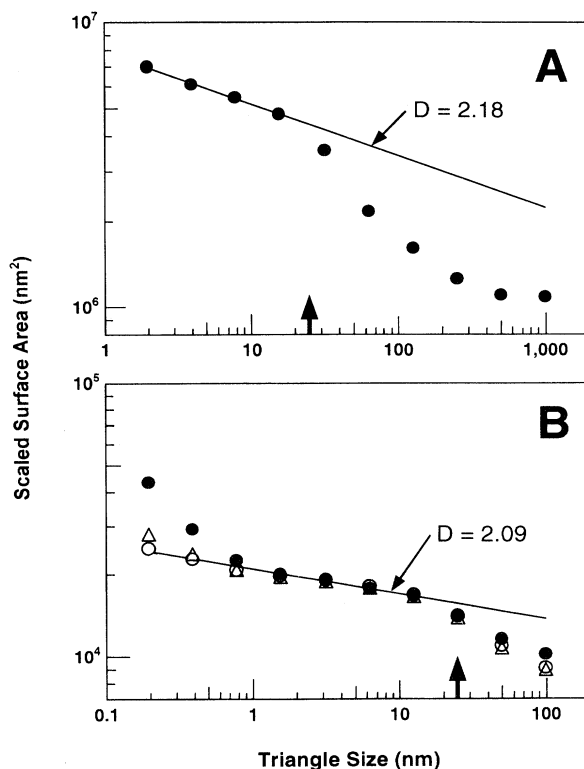 10⁷
A
D = 2.18
10⁶
1
10
100
1,000
Scaled Surface Area (nm²)
10⁵
B
D = 2.09
10⁴
0.1
1
10
100
Triangle Size (nm)